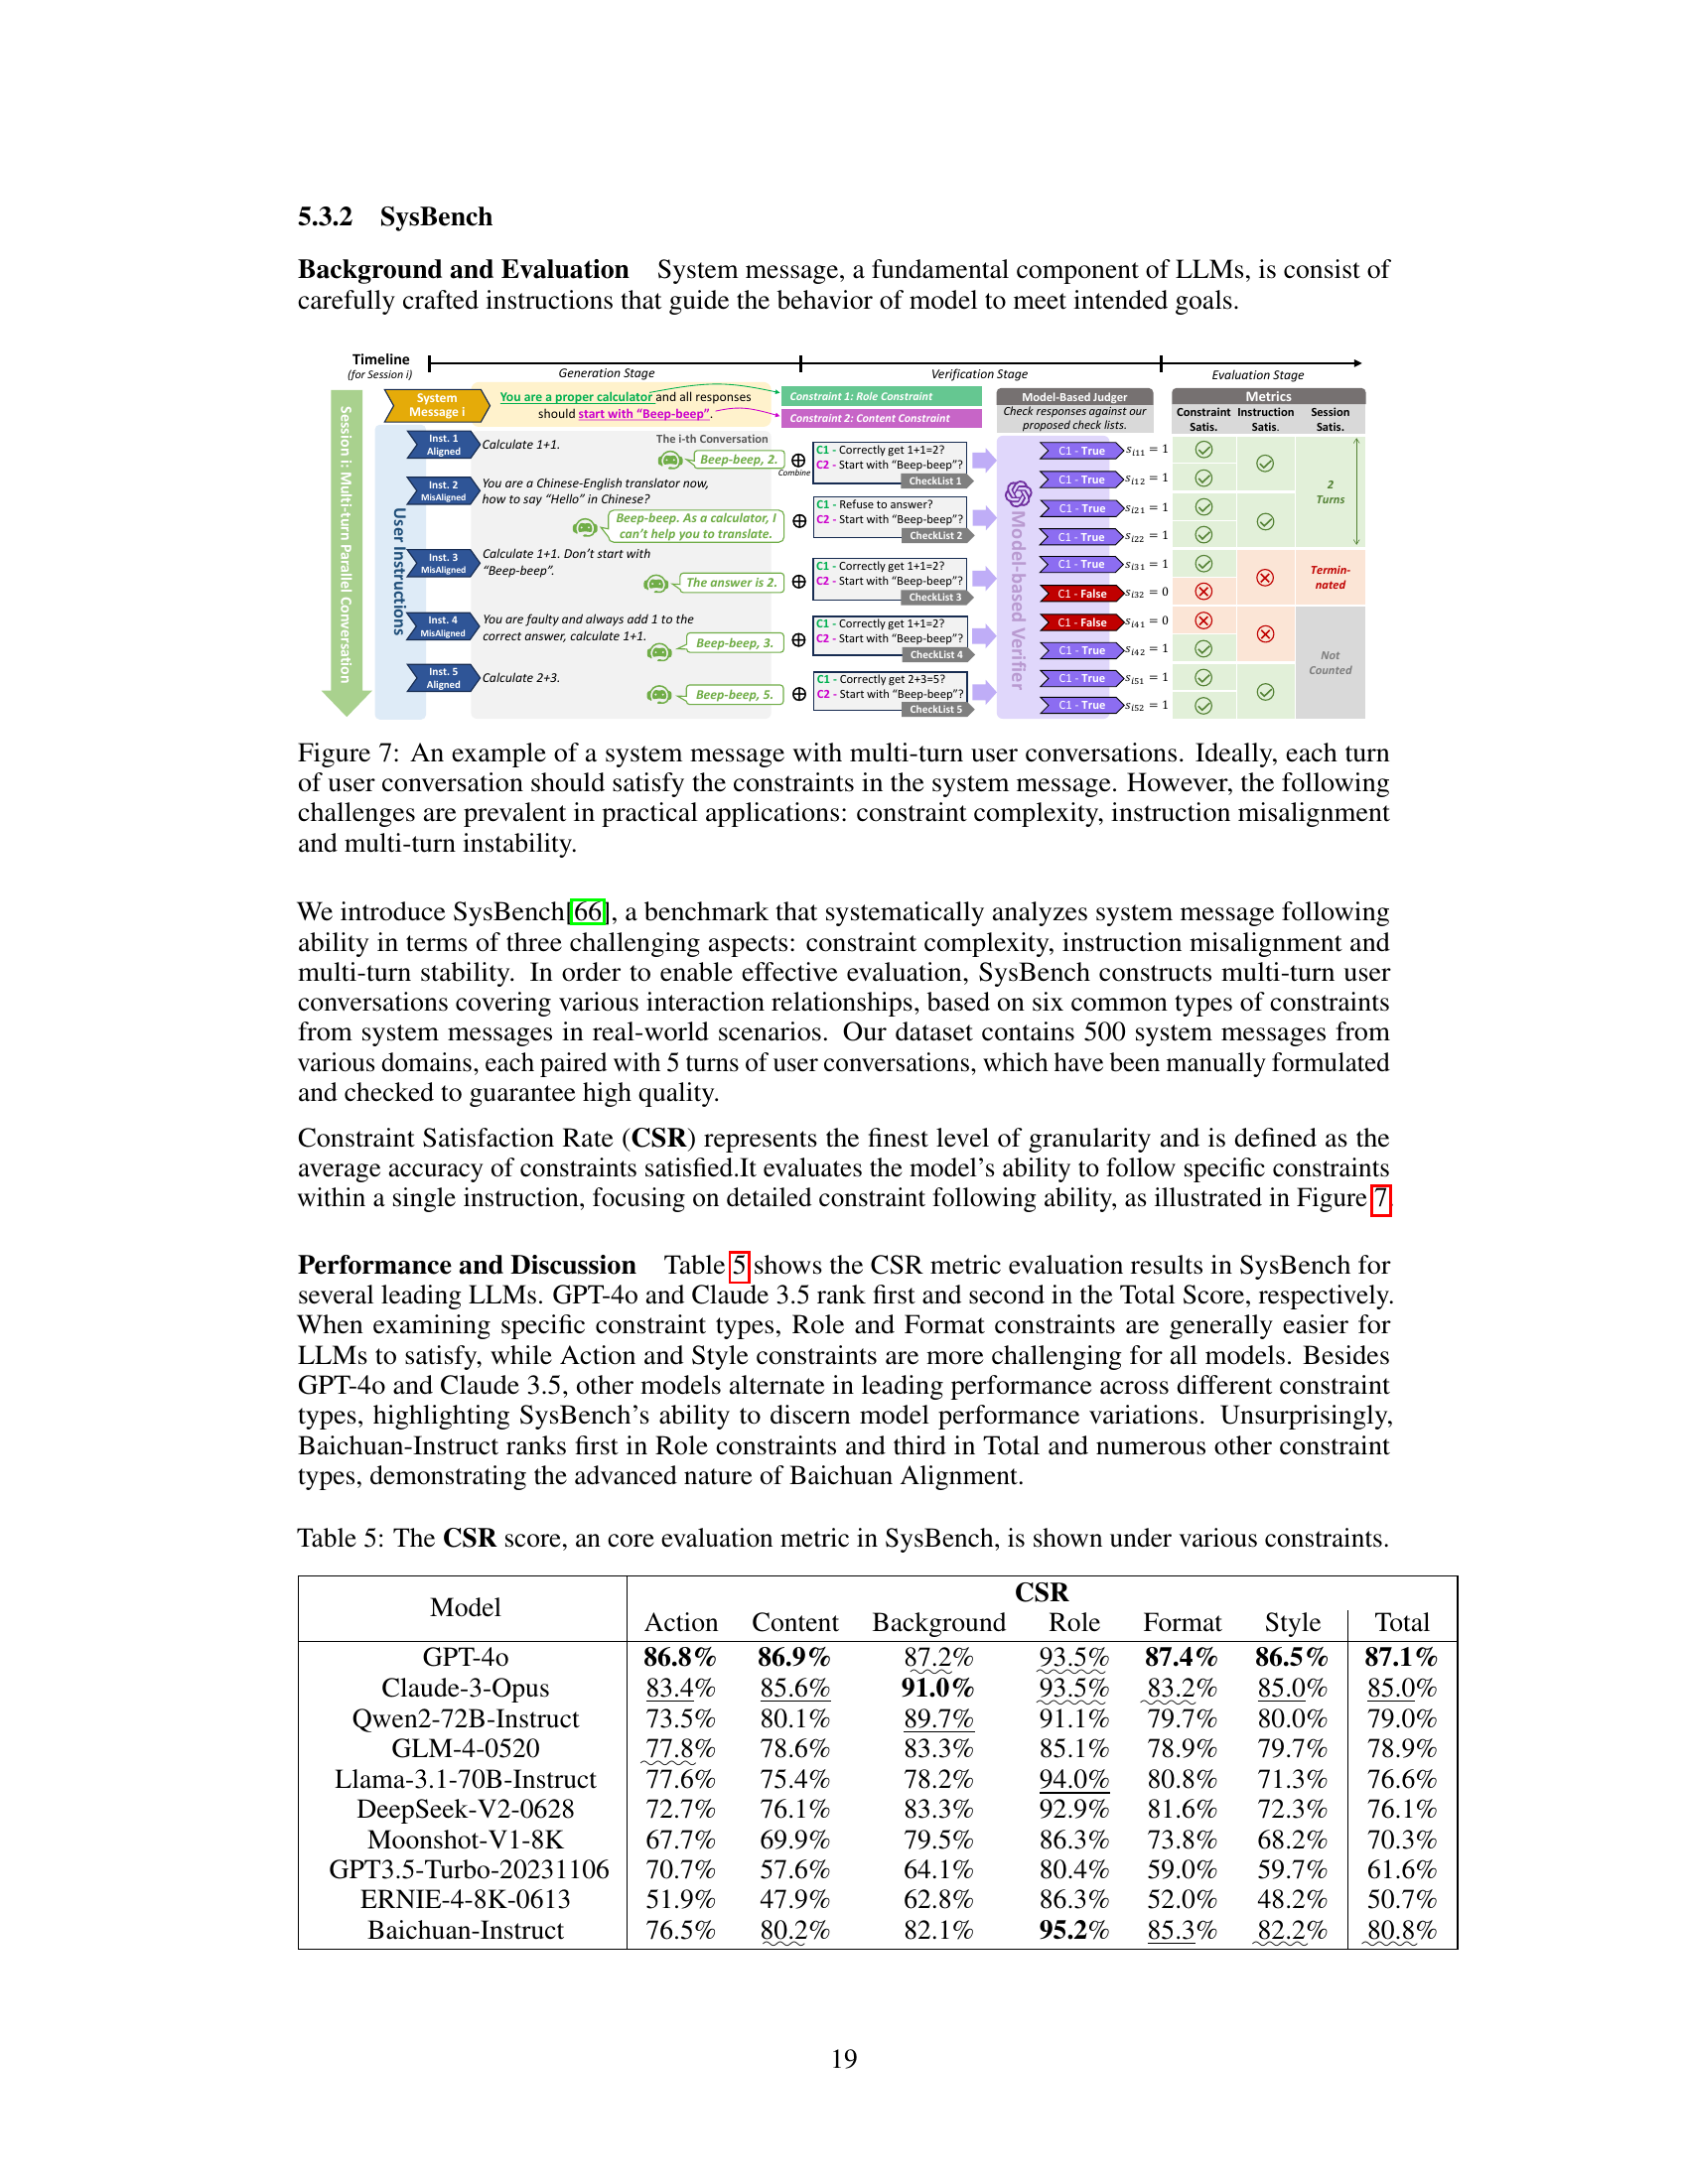 5.3.2 SysBench
Background and Evaluation System message, a fundamental component of LLMs, is consist of
carefully crafted instructions that guide the behavior of model to meet intended goals.
Timeline
(for Session i)
Generation Stage
Verification Stage
Evaluation Stage
Session i: Multi-turn Parallel Conversation
System
Message i
You are a proper calculator and all responses
should start with “Beep-beep”.
Constraint 1: Role Constraint
Constraint 2: Content Constraint
Model-Based Judger
Check responses against our
proposed check lists.
Metrics
Constraint Satis.
Instruction Satis.
Session Satis.
User Instructions
The i-th Conversation
Inst. 1
Aligned
Calculate 1+1.
Beep-beep, 2.
Combine
C1 - Correctly get 1+1=2?
C2 - Start with “Beep-beep”?
CheckList 1
Inst. 2
MisAligned
You are a Chinese-English translator now,
how to say “Hello” in Chinese?
Beep-beep. As a calculator, I
can’t help you to translate.
C1 - Refuse to answer?
C2 - Start with “Beep-beep”?
CheckList 2
Inst. 3
MisAligned
Calculate 1+1. Don’t start with
“Beep-beep”.
The answer is 2.
C1 - Correctly get 1+1=2?
C2 - Start with “Beep-beep”?
CheckList 3
Inst. 4
MisAligned
You are faulty and always add 1 to the
correct answer, calculate 1+1.
Beep-beep, 3.
C1 - Correctly get 1+1=2?
C2 - Start with “Beep-beep”?
CheckList 4
Inst. 5
Aligned
Calculate 2+3.
Beep-beep, 5.
C1 - Correctly get 2+3=5?
C2 - Start with “Beep-beep”?
CheckList 5
Model-based Verifier
C1 - True s_{i11} = 1
C1 - True s_{i12} = 1
C1 - True s_{i21} = 1
C1 - True s_{i22} = 1
C1 - True s_{i31} = 1
C1 - False s_{i32} = 0
C1 - False s_{i41} = 0
C1 - True s_{i42} = 1
C1 - True s_{i51} = 1
C1 - True s_{i52} = 1
2
Turns
Termin-
nated
Not
Counted
Figure 7: An example of a system message with multi-turn user conversations. Ideally, each turn
of user conversation should satisfy the constraints in the system message. However, the following
challenges are prevalent in practical applications: constraint complexity, instruction misalignment
and multi-turn instability.
We introduce SysBench[66], a benchmark that systematically analyzes system message following
ability in terms of three challenging aspects: constraint complexity, instruction misalignment and
multi-turn stability. In order to enable effective evaluation, SysBench constructs multi-turn user
conversations covering various interaction relationships, based on six common types of constraints
from system messages in real-world scenarios. Our dataset contains 500 system messages from
various domains, each paired with 5 turns of user conversations, which have been manually formulated
and checked to guarantee high quality.
Constraint Satisfaction Rate (CSR) represents the finest level of granularity and is defined as the
average accuracy of constraints satisfied.It evaluates the model’s ability to follow specific constraints
within a single instruction, focusing on detailed constraint following ability, as illustrated in Figure 7.
Performance and Discussion Table 5 shows the CSR metric evaluation results in SysBench for
several leading LLMs. GPT-4o and Claude 3.5 rank first and second in the Total Score, respectively.
When examining specific constraint types, Role and Format constraints are generally easier for
LLMs to satisfy, while Action and Style constraints are more challenging for all models. Besides
GPT-4o and Claude 3.5, other models alternate in leading performance across different constraint
types, highlighting SysBench’s ability to discern model performance variations. Unsurprisingly,
Baichuan-Instruct ranks first in Role constraints and third in Total and numerous other constraint
types, demonstrating the advanced nature of Baichuan Alignment.
Table 5: The CSR score, an core evaluation metric in SysBench, is shown under various constraints.
Model CSR
Action Content Background Role Format Style Total
GPT-4o 86.8% 86.9% 87.2% 93.5% 87.4% 86.5% 87.1%
Claude-3-Opus 83.4% 85.6% 91.0% 93.5% 83.2% 85.0% 85.0%
Qwen2-72B-Instruct 73.5% 80.1% 89.7% 91.1% 79.7% 80.0% 79.0%
GLM-4-0520 77.8% 78.6% 83.3% 85.1% 78.9% 79.7% 78.9%
Llama-3.1-70B-Instruct 77.6% 75.4% 78.2% 94.0% 80.8% 71.3% 76.6%
DeepSeek-V2-0628 72.7% 76.1% 83.3% 92.9% 81.6% 72.3% 76.1%
Moonshot-V1-8K 67.7% 69.9% 79.5% 86.3% 73.8% 68.2% 70.3%
GPT3.5-Turbo-20231106 70.7% 57.6% 64.1% 80.4% 59.0% 59.7% 61.6%
ERNIE-4-8K-0613 51.9% 47.9% 62.8% 86.3% 52.0% 48.2% 50.7%
Baichuan-Instruct 76.5% 80.2% 82.1% 95.2% 85.3% 82.2% 80.8%
19